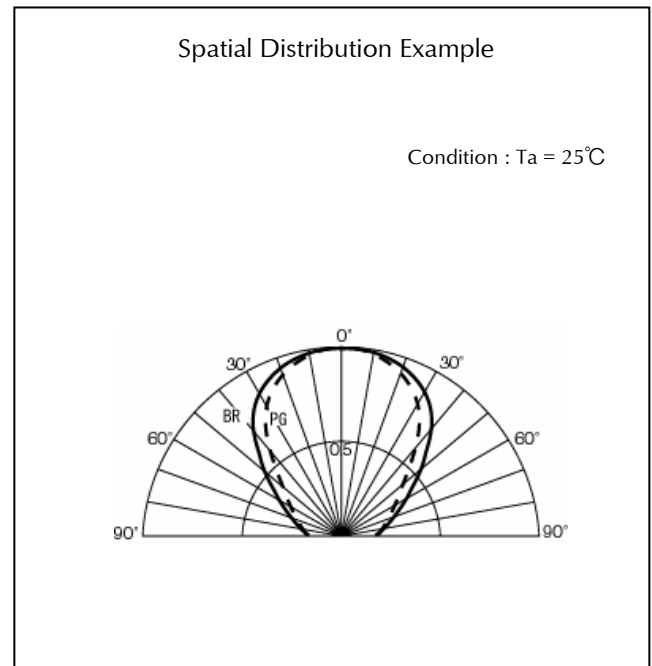 Spatial Distribution Example
Condition : Ta = 25℃
0°
30°
30°
BR
PG
60°
0.5
60°
90°
90°